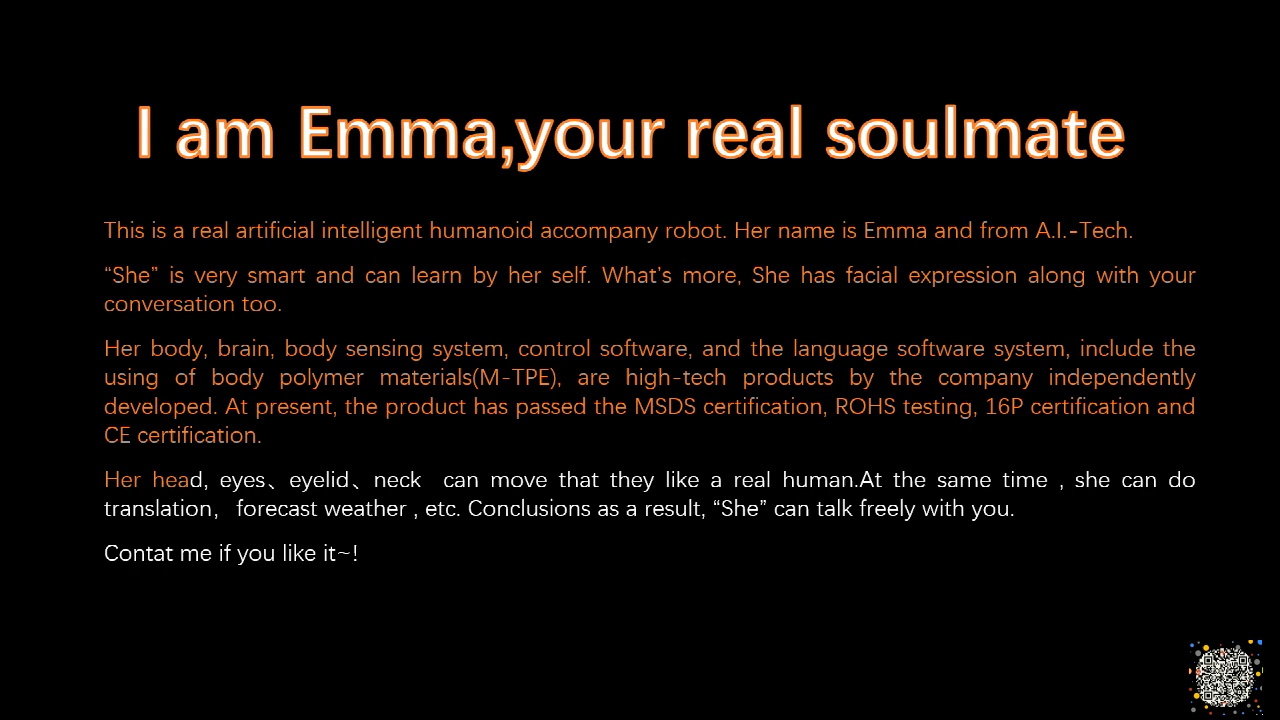 I am Emma,your real soulmate
This is a real artificial intelligent humanoid accompany robot. Her name is Emma and from A.I.-Tech.
“She” is very smart and can learn by her self. What’s more, She has facial expression along with your
conversation too.
Her body, brain, body sensing system, control software, and the language software system, include the
using of body polymer materials(M-TPE), are high-tech products by the company independently
developed. At present, the product has passed the MSDS certification, ROHS testing, 16P certification and
CE certification.
Her head, eyes、eyelid、neck can move that they like a real human.At the same time , she can do
translation， forecast weather , etc. Conclusions as a result, “She” can talk freely with you.
Contat me if you like it~!